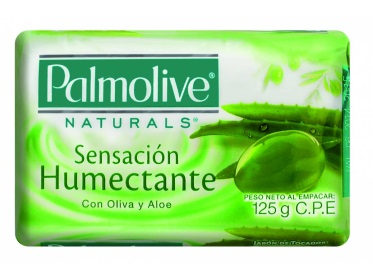 Palmolive®
NATURALS®
Sensación
Humectante
Con Oliva y Aloe
PESO NETO AL EMPACAR:
125 g C.P.E
JABÓN DE TOCADOR